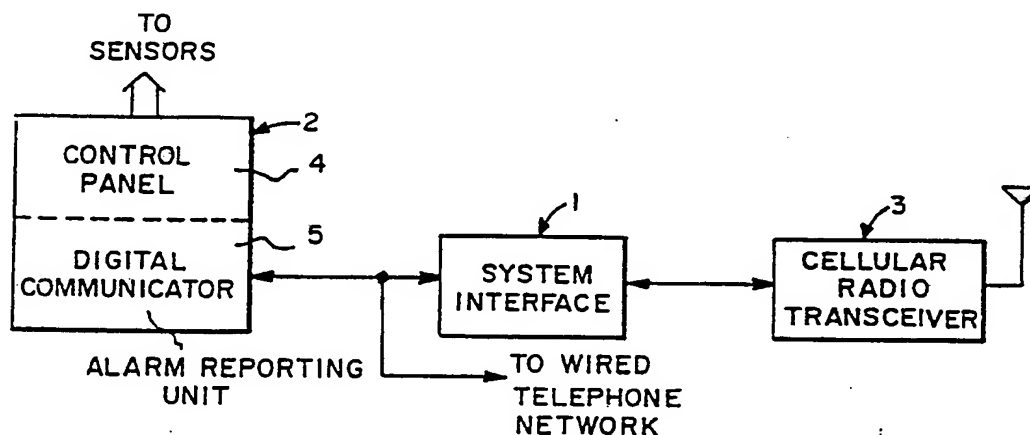 TO
SENSORS
2
CONTROL
PANEL
4
5
DIGITAL
COMMUNICATOR
ALARM REPORTING
UNIT
1
SYSTEM
INTERFACE
TO WIRED
TELEPHONE
NETWORK
3
CELLULAR
RADIO
TRANSCEIVER